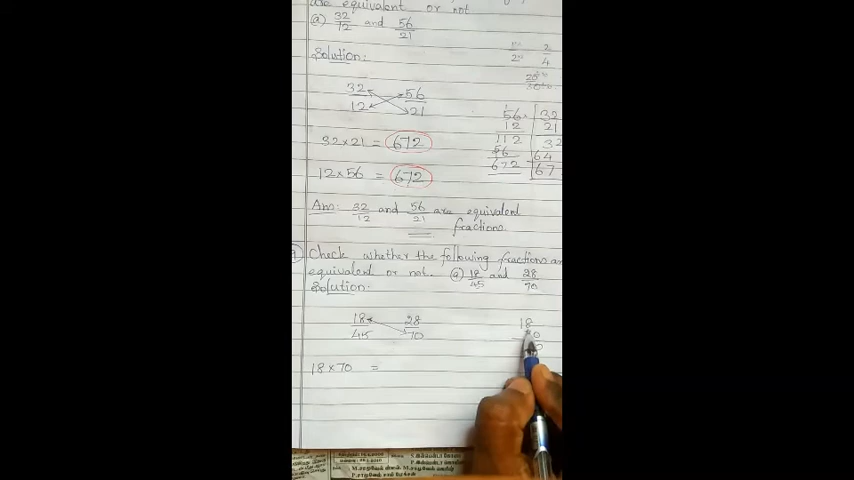 are equivalent or not
(a) 32/12 and 56/21
Solution:
32 56
12 21
32 × 21 = 672
12 × 56 = 672
Ans: 32/12 and 56/21 are equivalent
fractions.
56 × 32
12 21
112 32
56 64
672 67
2/4
Check whether the following fractions
equivalent or not. (a) 18/45 and 28/70
Solution:
18 28
45 70
18 × 70 =
18